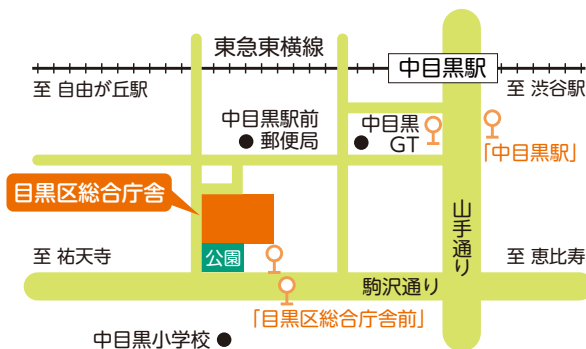 東急東横線
中目黒駅
至 自由が丘駅
至 渋谷駅
中目黒駅前
郵便局
中目黒
GT
「中目黒駅」
目黒区総合庁舎
山手通り
至 祐天寺
公園
至 恵比寿
駒沢通り
「目黒区総合庁舎前」
中目黒小学校